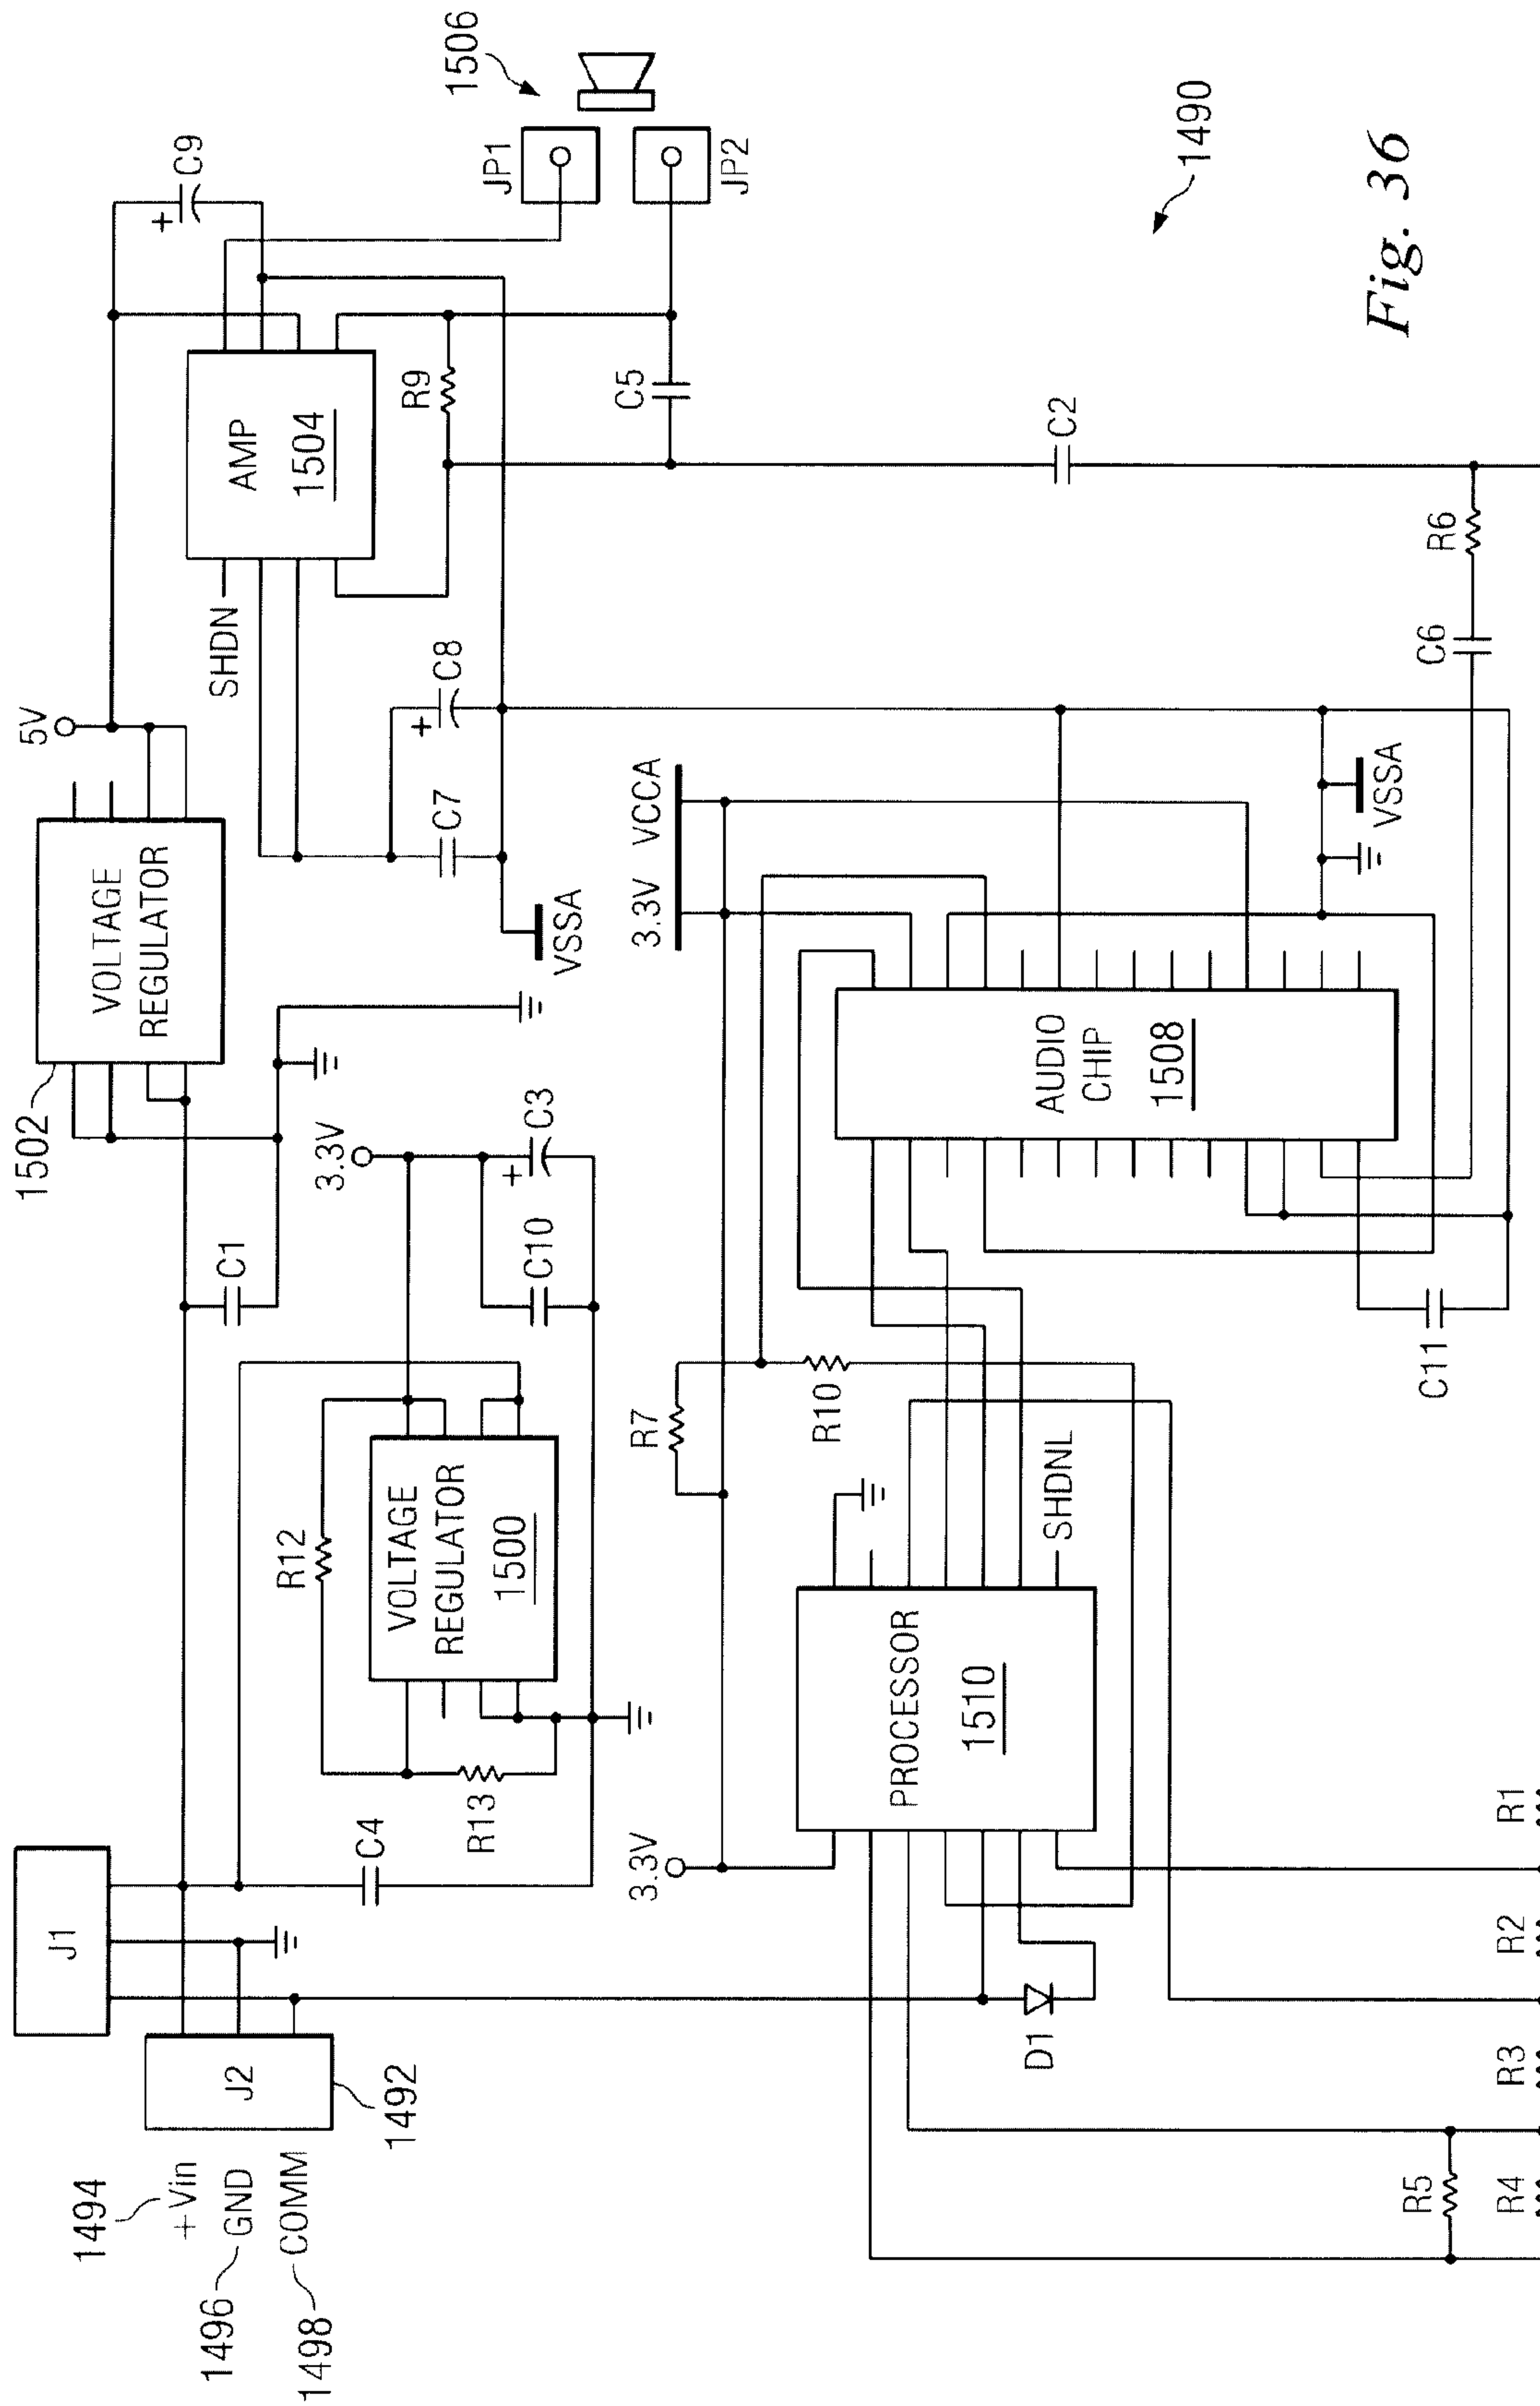 1494
+Vin
1496
GND
1498
COMM
J2
1492
J1
1502
VOLTAGE
REGULATOR
5V
C9
+
C1
SHDN
AMP
1504
R9
JP1
JP2
1506
C5
C7
+
C8
VSSA
C4
R13
R12
VOLTAGE
REGULATOR
1500
3.3V
C10
+
C3
C2
1490
3.3V
R7
R10
3.3V VCCA
D1
PROCESSOR
1510
SHDNL
AUDIO
CHIP
1508
C11
VSSA
C6
R6
R5
R4
R3
R2
R1
Fig. 36